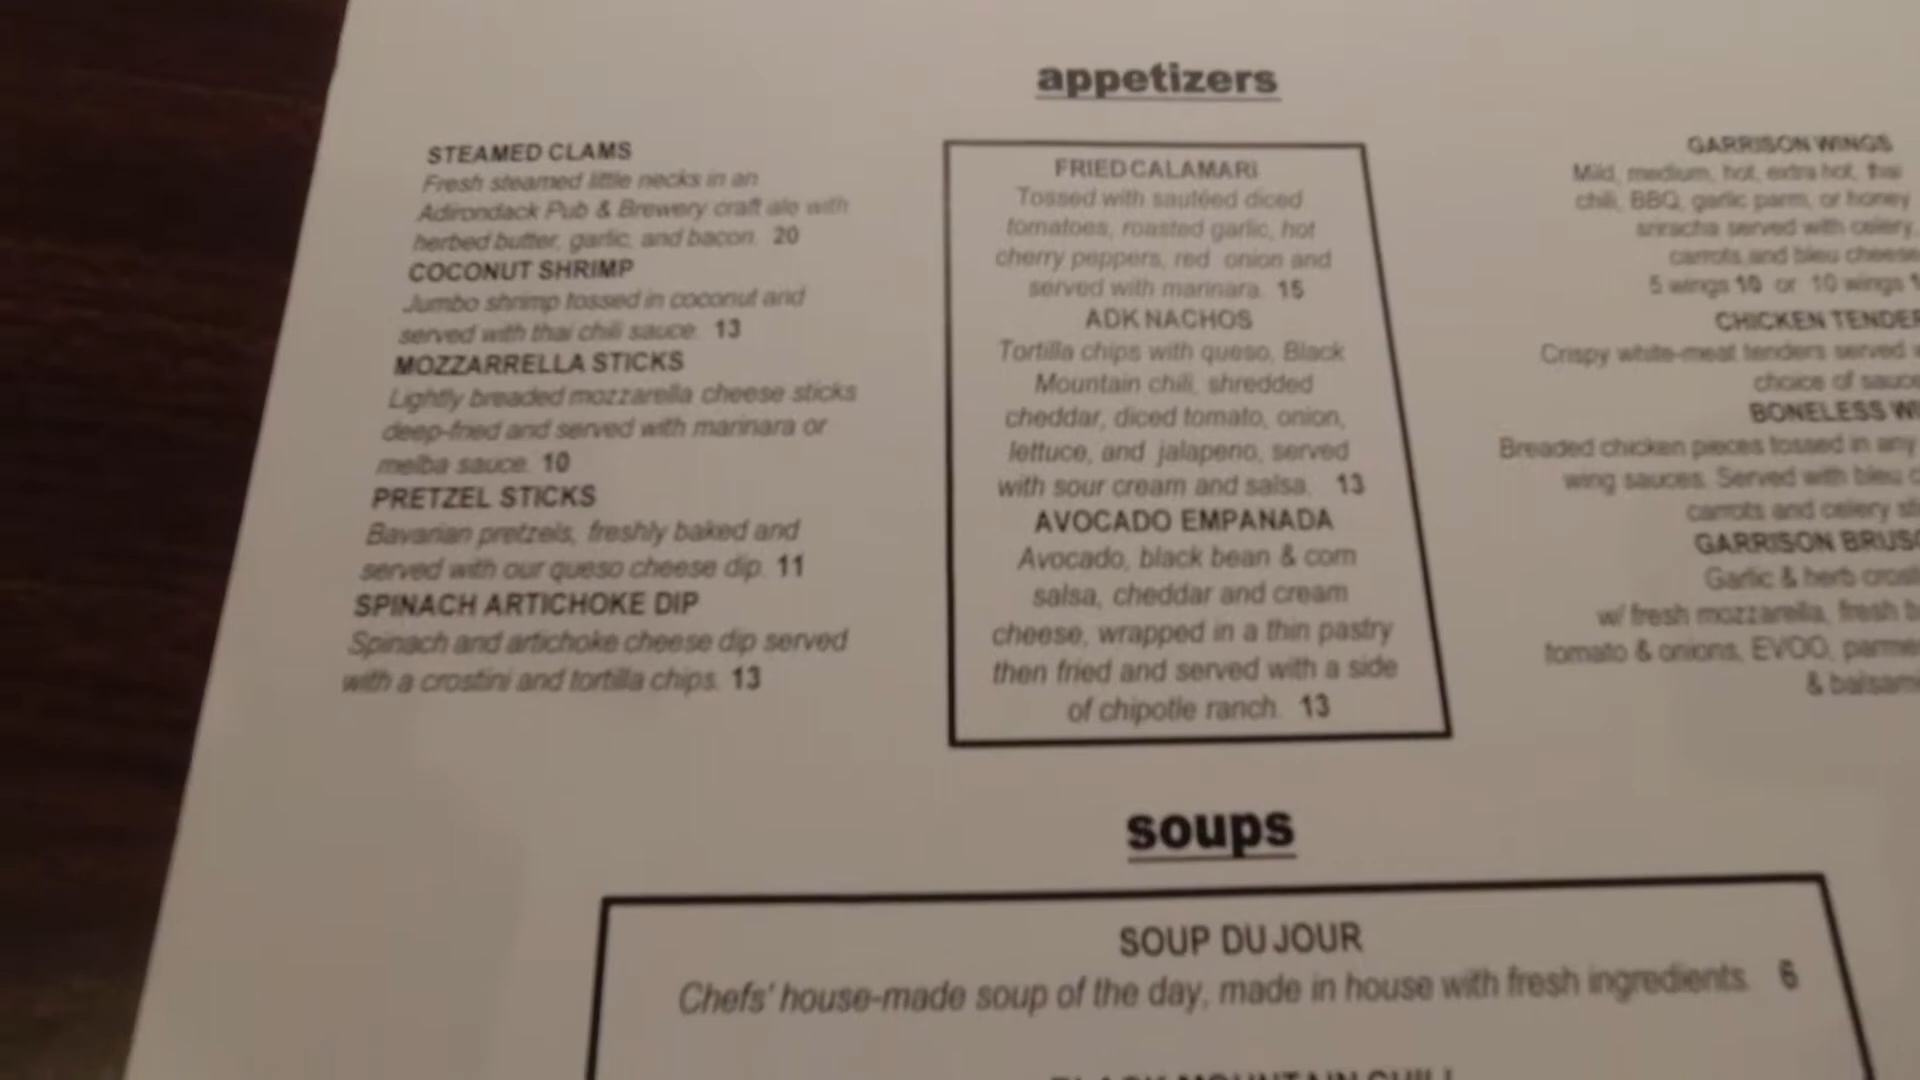 appetizers
STEAMED CLAMS
Fresh steamed little necks in an
Adirondack Pub & Brewery craft ale with
herbed butter, garlic, and bacon. 20
COCONUT SHRIMP
Jumbo shrimp tossed in coconut and
served with thai chili sauce. 13
MOZZARRELLA STICKS
Lightly breaded mozzarella cheese sticks
deep-fried and served with marinara or
melba sauce. 10
PRETZEL STICKS
Bavarian pretzels, freshly baked and
served with our queso cheese dip. 11
SPINACH ARTICHOKE DIP
Spinach and artichoke cheese dip served
with a crostini and tortilla chips. 13
FRIED CALAMARi
Tossed with sautéed diced
tomatoes, roasted garlic, hot
cherry peppers, red onion and
served with marinara. 15
ADK NACHOS
Tortilla chips with queso, Black
Mountain chili, shredded
cheddar, diced tomato, onion,
lettuce, and jalapeno, served
with sour cream and salsa. 13
AVOCADO EMPANADA
Avocado, black bean & corn
salsa, cheddar and cream
cheese, wrapped in a thin pastry
then fried and served with a side
of chipotle ranch. 13
GARRISON WINGS
Mild, medium, hot, extra hot, thai
chili, BBQ, garlic parm, or honey
sriracha served with celery,
carrots and bleu cheese
5 wings 10 or 10 wings
CHICKEN TENDER
Crispy white-meat tenders served
choice of sauce
BONELESS
Breaded chicken pieces tossed in any
wing sauces. Served with bleu
carrots and celery
GARRISON
Garlic & herb
w/ fresh mozzarella, fresh
tomato & onions, EVOO,
&
soups
SOUP DU JOUR
Chefs' house-made soup of the day, made in house with fresh ingredients. 6
BLACK MOUNTAIN CHILI